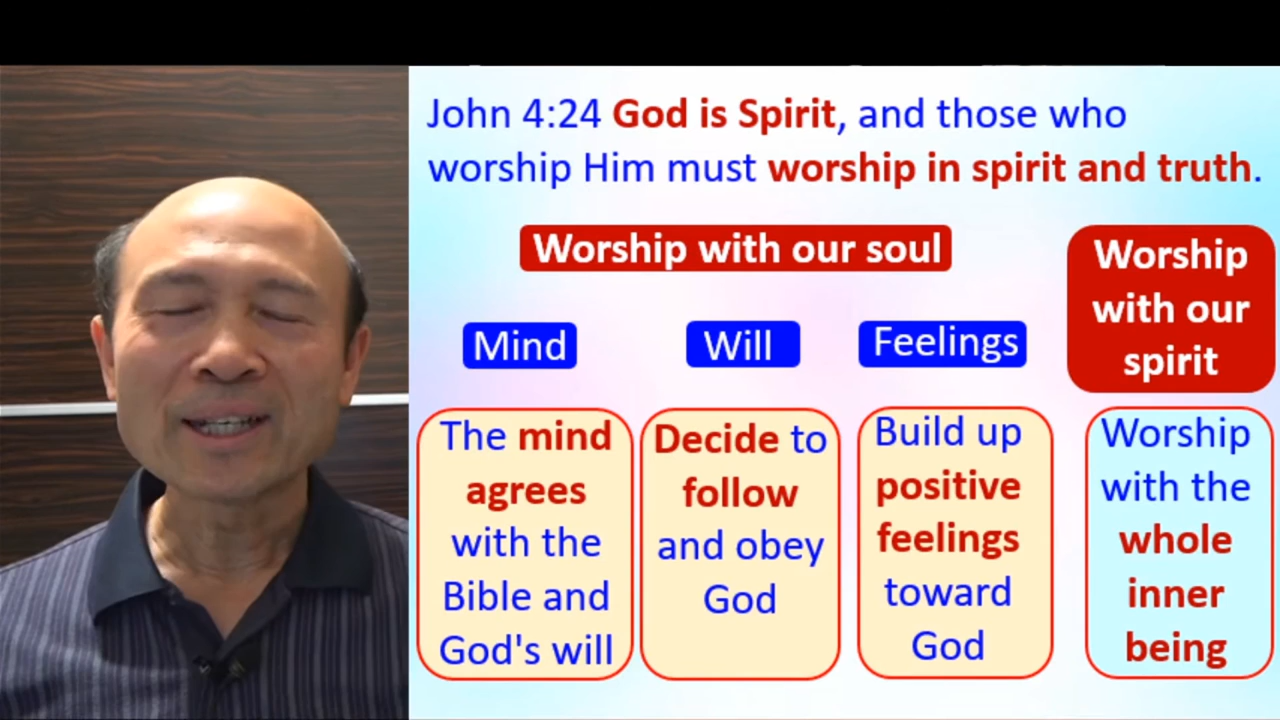 John 4:24 God is Spirit, and those who
worship Him must worship in spirit and truth.
Worship with our soul
Mind
The mind
agrees
with the
Bible and
God's will
Will
Decide to
follow
and obey
God
Feelings
Build up
positive
feelings
toward
God
Worship
with our
spirit
Worship
with the
whole
inner
being